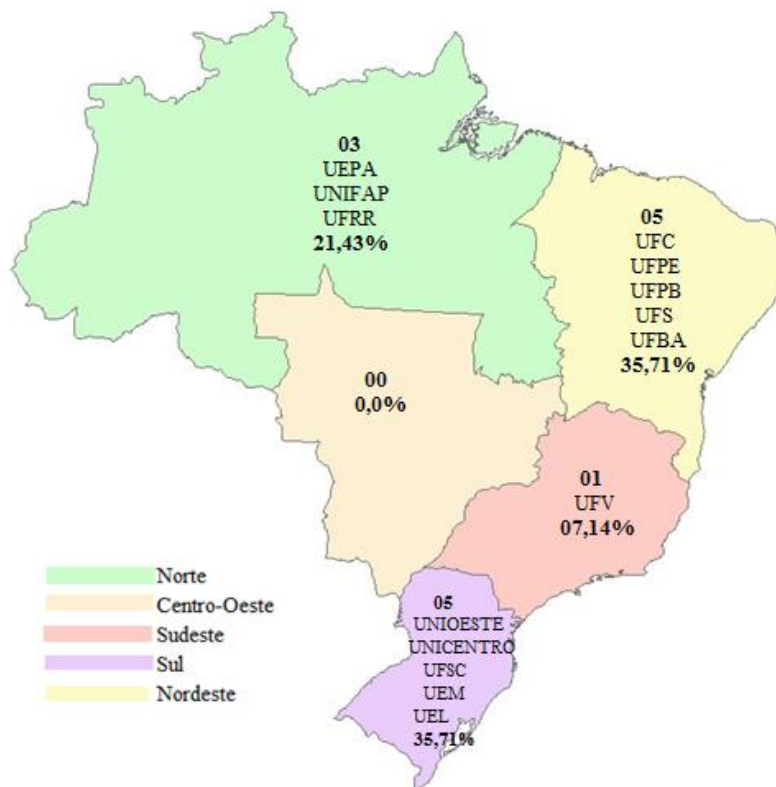 03
UEPA
UNIFAP
UFRR
21,43%
05
UFC
UFPE
UFPB
UFS
UFBA
35,71%
00
0,0%
01
UFV
07,14%
05
UNIOESTE
UNICENTRO
UFSC
UEM
UEL
35,71%
Norte
Centro-Oeste
Sudeste
Sul
Nordeste